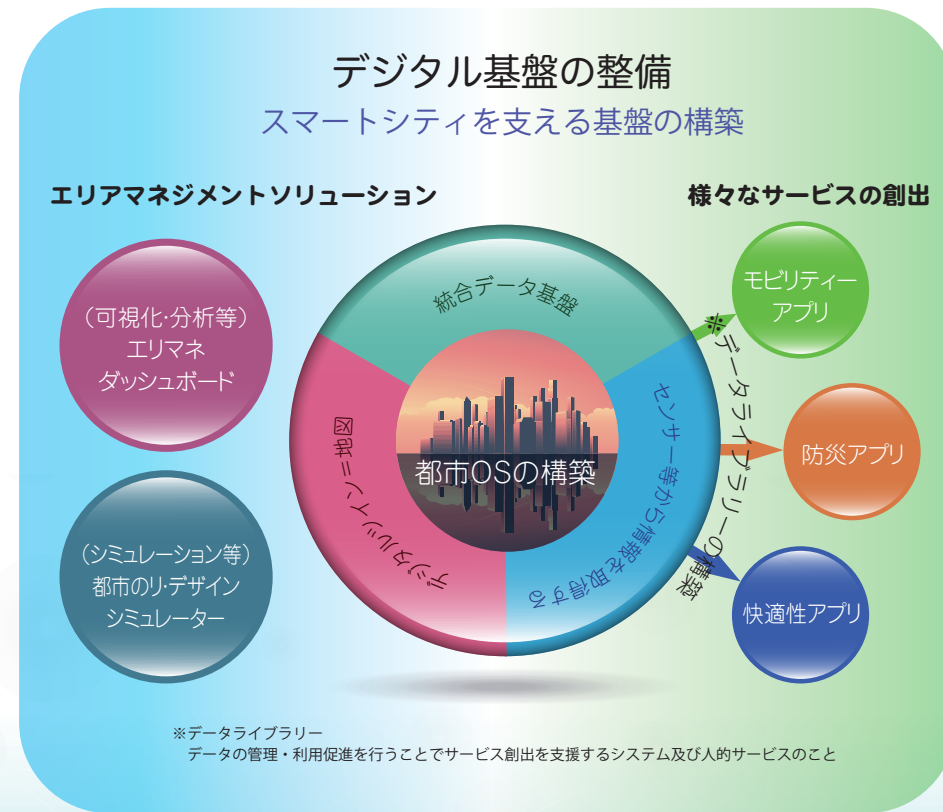 デジタル基盤の整備
スマートシティを支える基盤の構築
エリアマネジメントソリューション
（可視化・分析等）
エリマネ
ダッシュボード
（シミュレーション等）
都市のリ・デザイン
シミュレーター
統合データ基盤
デジタルツイン＝地図
センサー等から情報を取得する
都市OSの構築
※データライブラリーの構築
様々なサービスの創出
モビリティー
アプリ
防災アプリ
快適性アプリ
※データライブラリー
データの管理・利用促進を行うことでサービス創出を支援するシステム及び人的サービスのこと